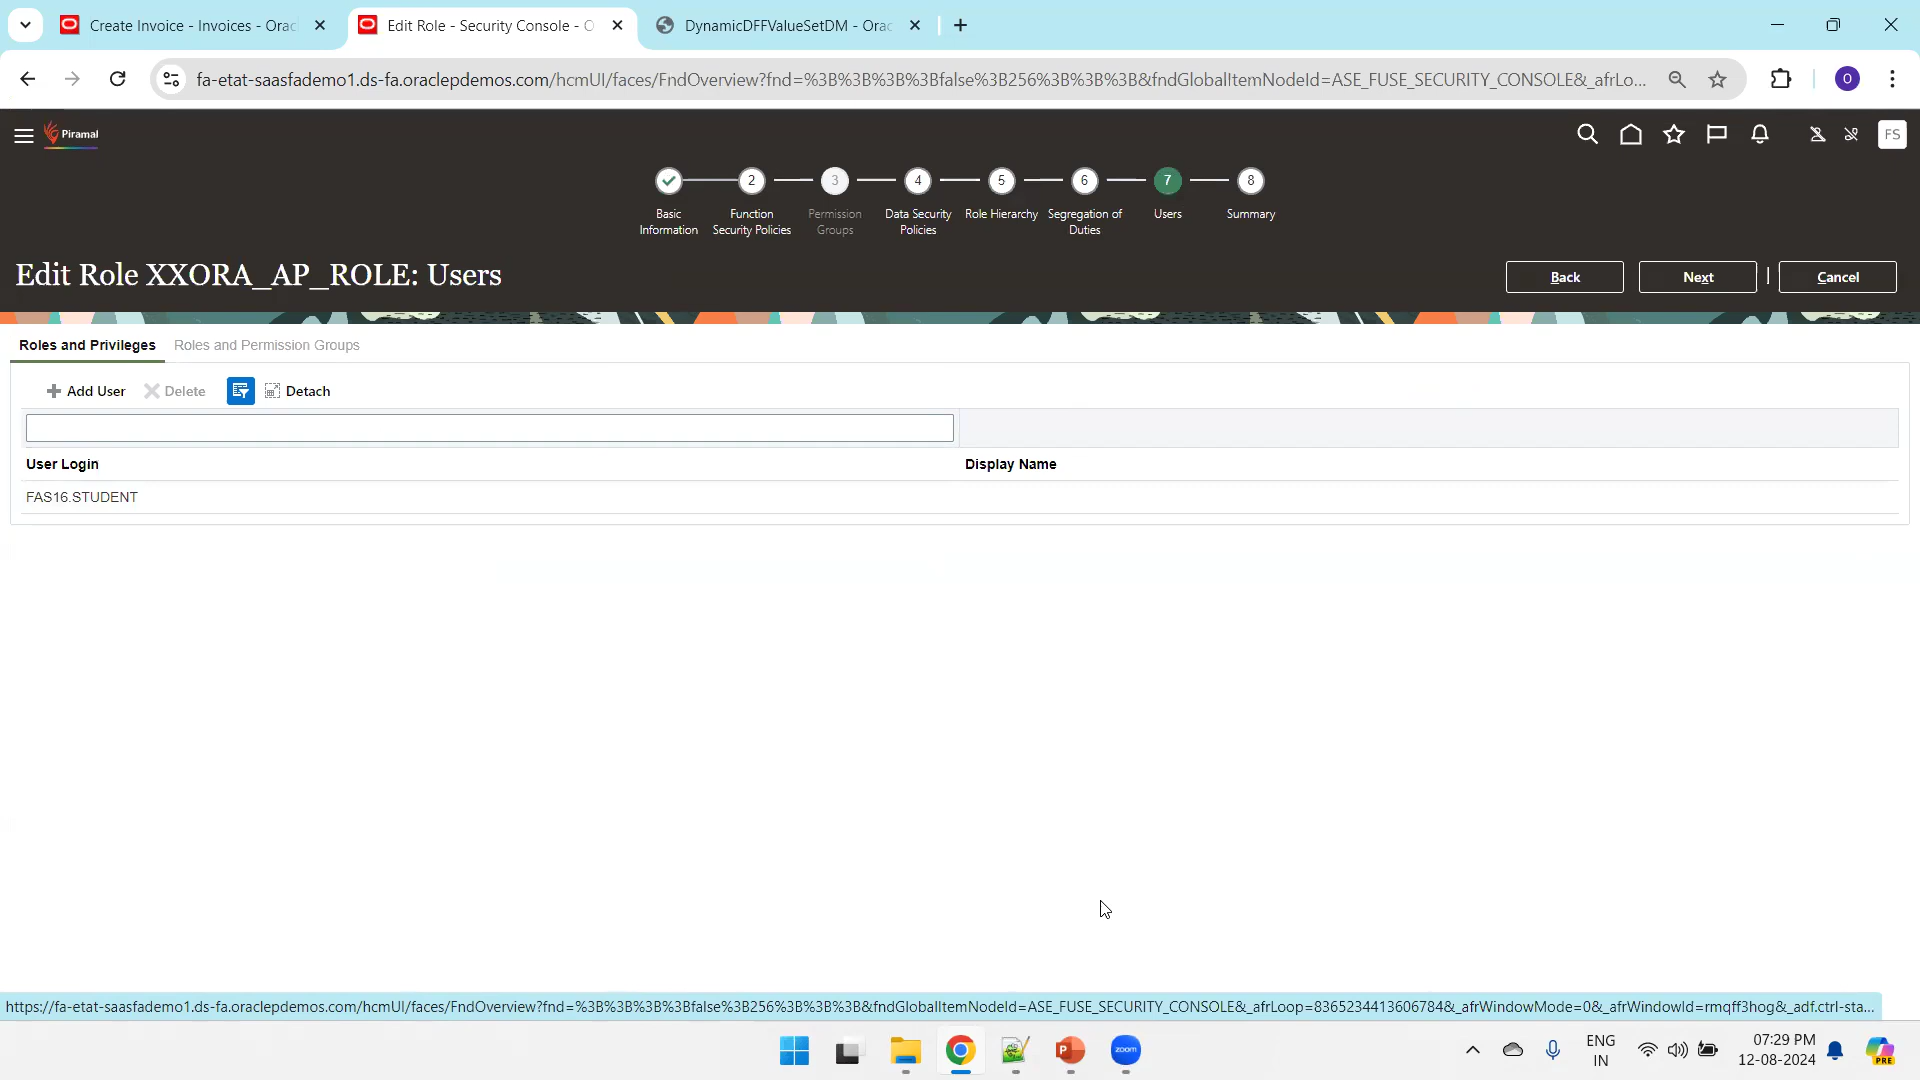 Create Invoice - Invoices - Orac
Edit Role - Security Console - O
DynamicDFFValueSetDM - Orac
fa-etat-saasfademo1.ds-fa.oraclepdemos.com/hcmUI/faces/FndOverview?fnd=%3B%3B%3B%3Bfalse%3B256%3B%3B%3B&fndGlobalItemNodeId=ASE_FUSE_SECURITY_CONSOLE&_afrLo...
O
Piramal
FS
2
3
4
5
6
7
8
Basic Information
Function Security Policies
Permission Groups
Data Security Policies
Role Hierarchy
Segregation of Duties
Users
Summary
Edit Role XXORA_AP_ROLE: Users
Back
Next
Cancel
Roles and Privileges
Roles and Permission Groups
Add User
Delete
Detach
User Login
Display Name
FAS16.STUDENT
https://fa-etat-saasfademo1.ds-fa.oraclepdemos.com/hcmUI/faces/FndOverview?fnd=%3B%3B%3B%3Bfalse%3B256%3B%3B%3B&fndGlobalItemNodeId=ASE_FUSE_SECURITY_CONSOLE&_afrLoop=8365234413606784&_afrWindowMode=0&_afrWindowId=rmqff3hog&_adf.ctrl-sta...
zoom
ENG
IN
07:29 PM
12-08-2024
PRE